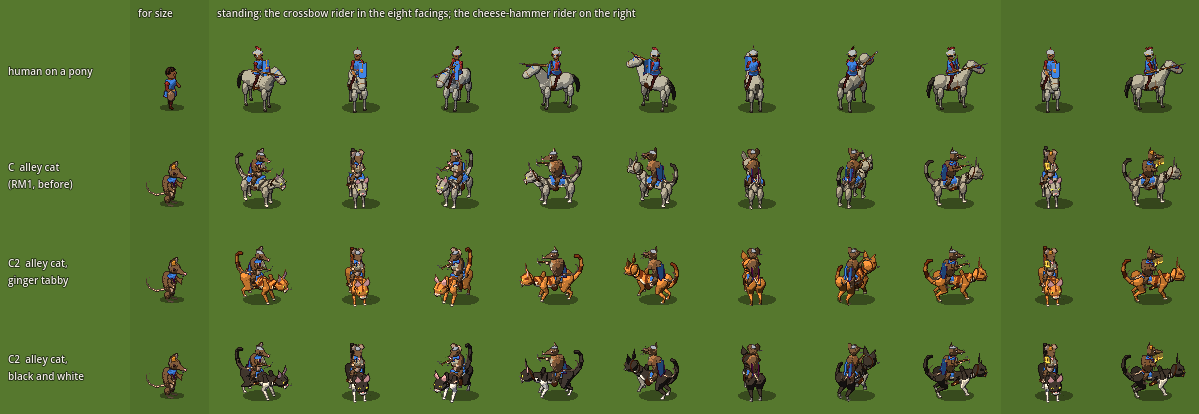 for size
standing: the crossbow rider in the eight facings; the cheese-hammer rider on the right
human on a pony
C  alley cat
(RM1, before)
C2  alley cat,
ginger tabby
C2  alley cat,
black and white